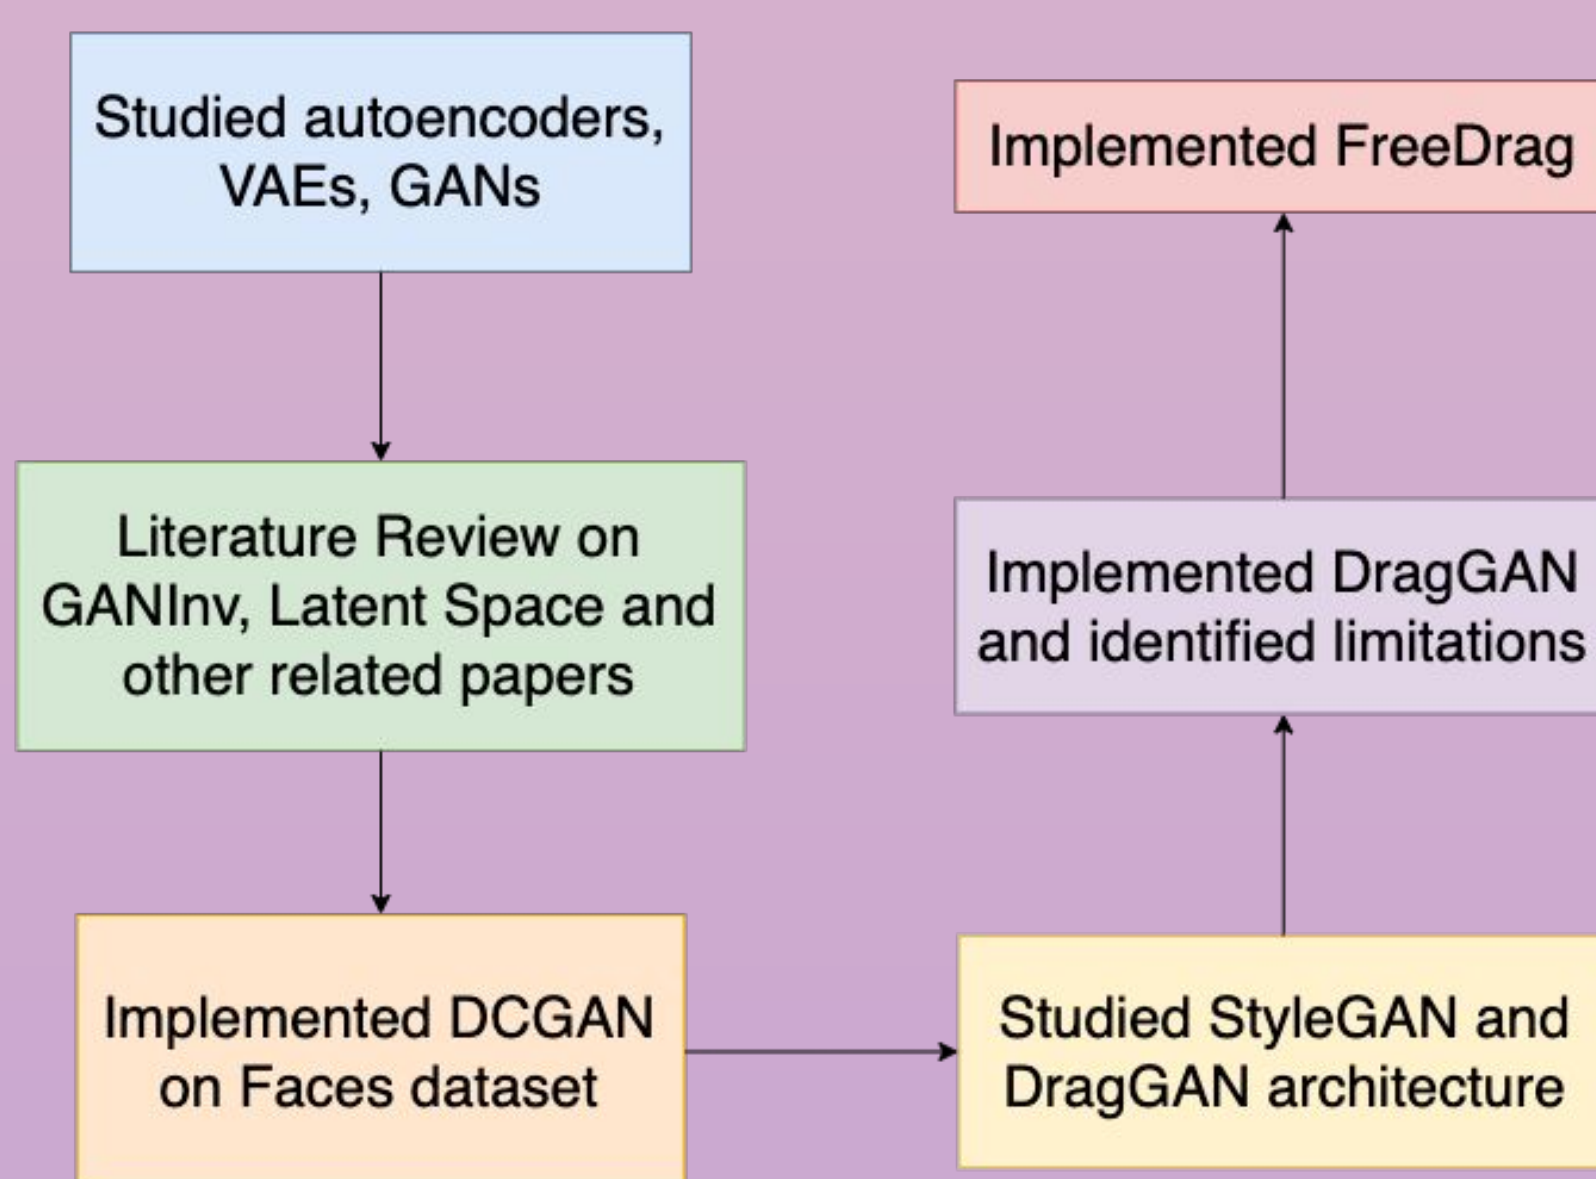 Studied autoencoders,
VAEs, GANs
Literature Review on
GANInv, Latent Space and
other related papers
Implemented DCGAN
on Faces dataset
Studied StyleGAN and
DragGAN architecture
Implemented DragGAN
and identified limitations
Implemented FreeDrag